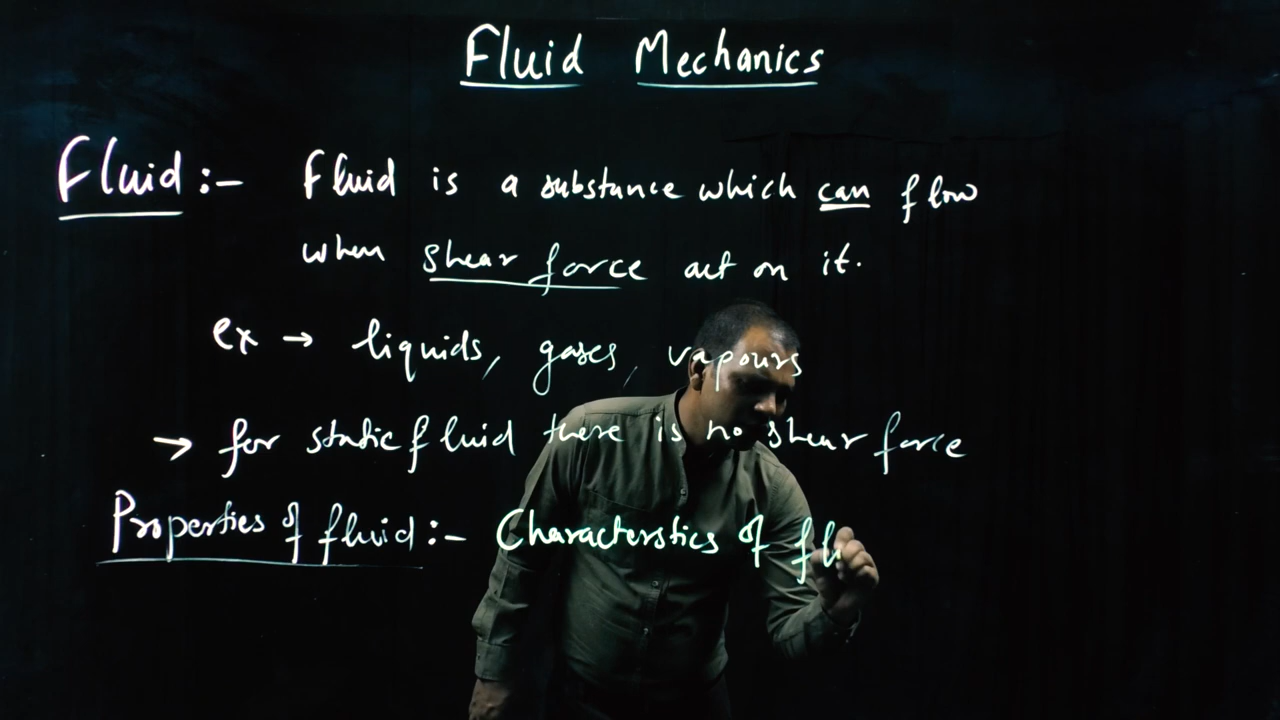 Fluid Mechanics
Fluid :- Fluid is a substance which can flow
when shear force act on it.
ex → liquids, gases, vapours
→ for static fluid there is no shear force
Properties of fluid :- Characterstics of fl